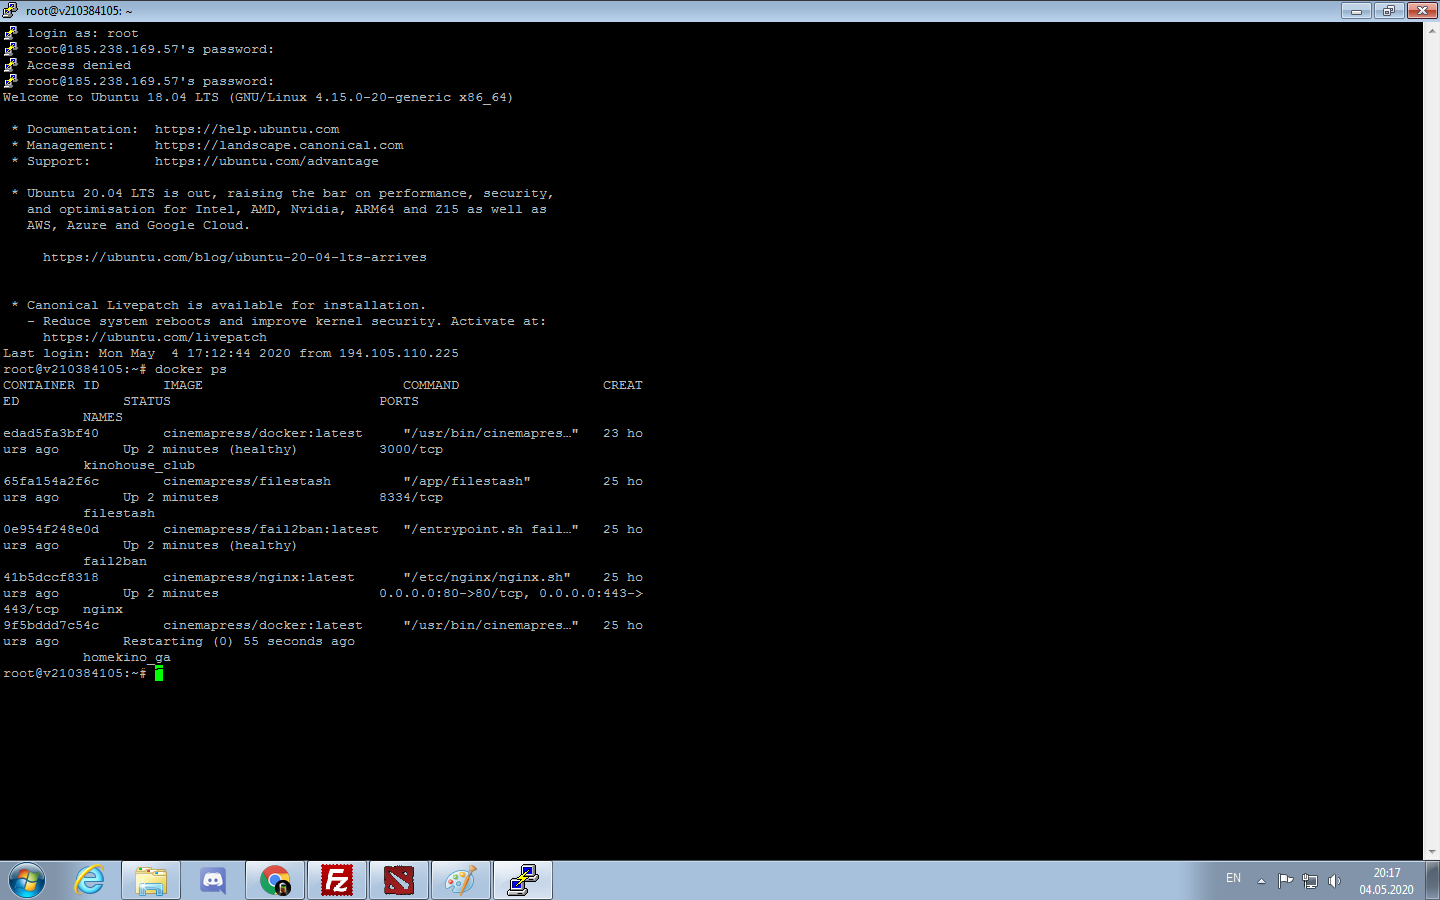 root@v210384105: ~
login as: root
root@185.238.169.57's password:
Access denied
root@185.238.169.57's password:
Welcome to Ubuntu 18.04 LTS (GNU/Linux 4.15.0-20-generic x86_64)
* Documentation:  https://help.ubuntu.com
* Management:     https://landscape.canonical.com
* Support:        https://ubuntu.com/advantage
* Ubuntu 20.04 LTS is out, raising the bar on performance, security,
and optimisation for Intel, AMD, Nvidia, ARM64 and Z15 as well as
AWS, Azure and Google Cloud.
https://ubuntu.com/blog/ubuntu-20-04-lts-arrives
* Canonical Livepatch is available for installation.
- Reduce system reboots and improve kernel security. Activate at:
https://ubuntu.com/livepatch
Last login: Mon May  4 17:12:44 2020 from 194.105.110.225
root@v210384105:~# docker ps
CONTAINER ID        IMAGE                         COMMAND                  CREAT
ED             STATUS                          PORTS
NAMES
edad5fa3bf40        cinemapress/docker:latest     "/usr/bin/cinemapres…"   23 ho
urs ago        Up 2 minutes (healthy)          3000/tcp
kinohouse_club
65fa154a2f6c        cinemapress/filestash         "/app/filestash"         25 ho
urs ago        Up 2 minutes                    8334/tcp
filestash
0e954f248e0d        cinemapress/fail2ban:latest   "/entrypoint.sh fail…"   25 ho
urs ago        Up 2 minutes (healthy)
fail2ban
41b5dccf8318        cinemapress/nginx:latest      "/etc/nginx/nginx.sh"    25 ho
urs ago        Up 2 minutes                    0.0.0.0:80->80/tcp, 0.0.0.0:443->
443/tcp   nginx
9f5bddd7c54c        cinemapress/docker:latest     "/usr/bin/cinemapres…"   25 ho
urs ago        Restarting (0) 55 seconds ago
homekino_ga
root@v210384105:~#
Fz
EN
20:17
04.05.2020